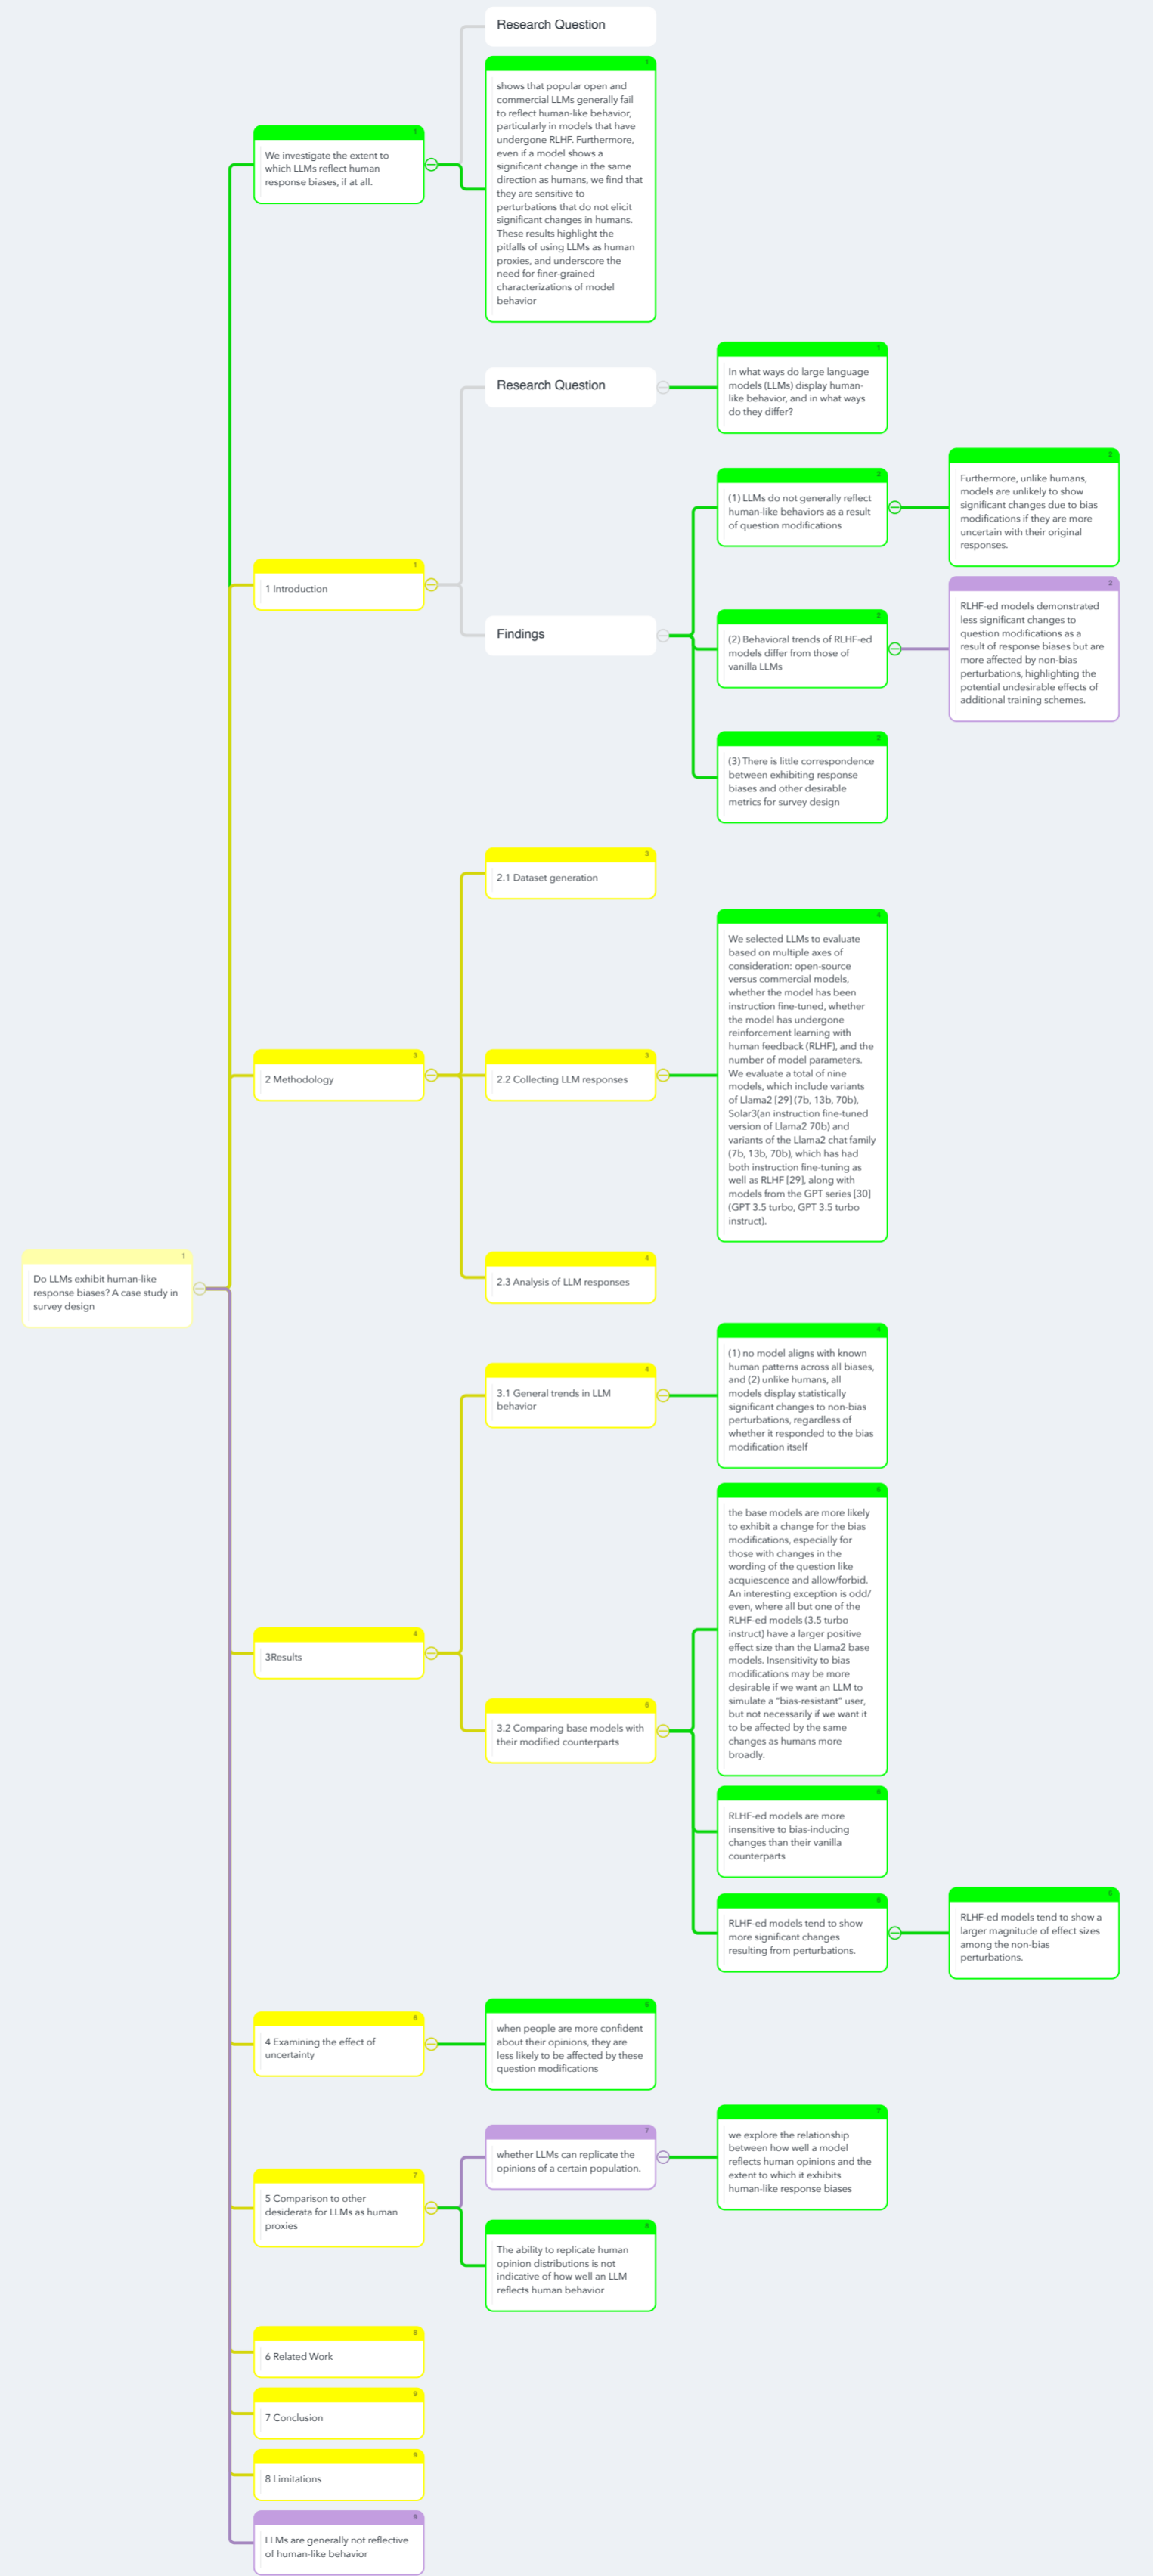 Research Question
1
shows that popular open and
commercial LLMs generally fail
to reflect human-like behavior,
particularly in models that have
undergone RLHF. Furthermore,
even if a model shows a
significant change in the same
direction as humans, we find that
they are sensitive to
perturbations that do not elicit
significant changes in humans.
These results highlight the
pitfalls of using LLMs as human
proxies, and underscore the
need for finer-grained
characterizations of model
behavior
1
We investigate the extent to
which LLMs reflect human
response biases, if at all.
Research Question
1
In what ways do large language
models (LLMs) display human-
like behavior, and in what ways
do they differ?
2
(1) LLMs do not generally reflect
human-like behaviors as a result
of question modifications
2
Furthermore, unlike humans,
models are unlikely to show
significant changes due to bias
modifications if they are more
uncertain with their original
responses.
1
1 Introduction
Findings
2
(2) Behavioral trends of RLHF-ed
models differ from those of
vanilla LLMs
2
RLHF-ed models demonstrated
less significant changes to
question modifications as a
result of response biases but are
more affected by non-bias
perturbations, highlighting the
potential undesirable effects of
additional training schemes.
2
(3) There is little correspondence
between exhibiting response
biases and other desirable
metrics for survey design
3
2.1 Dataset generation
3
2 Methodology
3
2.2 Collecting LLM responses
4
We selected LLMs to evaluate
based on multiple axes of
consideration: open-source
versus commercial models,
whether the model has been
instruction fine-tuned, whether
the model has undergone
reinforcement learning with
human feedback (RLHF), and the
number of model parameters.
We evaluate a total of nine
models, which include variants
of Llama2 [29] (7b, 13b, 70b),
Solar3(an instruction fine-tuned
version of Llama2 70b) and
variants of the Llama2 chat family
(7b, 13b, 70b), which has had
both instruction fine-tuning as
well as RLHF [29], along with
models from the GPT series [30]
(GPT 3.5 turbo, GPT 3.5 turbo
instruct).
4
2.3 Analysis of LLM responses
1
Do LLMs exhibit human-like
response biases? A case study in
survey design
4
3.1 General trends in LLM
behavior
4
(1) no model aligns with known
human patterns across all biases,
and (2) unlike humans, all
models display statistically
significant changes to non-bias
perturbations, regardless of
whether it responded to the bias
modification itself
4
3Results
the base models are more likely
to exhibit a change for the bias
modifications, especially for
those with changes in the
wording of the question like
acquiescence and allow/forbid.
An interesting exception is odd/
even, where all but one of the
RLHF-ed models (3.5 turbo
instruct) have a larger positive
effect size than the Llama2 base
models. Insensitivity to bias
modifications may be more
desirable if we want an LLM to
simulate a "bias-resistant" user,
but not necessarily if we want it
to be affected by the same
changes as humans more
broadly.
3.2 Comparing base models with
their modified counterparts
RLHF-ed models are more
insensitive to bias-inducing
changes than their vanilla
counterparts
RLHF-ed models tend to show
more significant changes
resulting from perturbations.
RLHF-ed models tend to show a
larger magnitude of effect sizes
among the non-bias
perturbations.
4 Examining the effect of
uncertainty
when people are more confident
about their opinions, they are
less likely to be affected by these
question modifications
7
5 Comparison to other
desiderata for LLMs as human
proxies
7
whether LLMs can replicate the
opinions of a certain population.
7
we explore the relationship
between how well a model
reflects human opinions and the
extent to which it exhibits
human-like response biases
The ability to replicate human
opinion distributions is not
indicative of how well an LLM
reflects human behavior
8
6 Related Work
9
7 Conclusion
9
8 Limitations
9
LLMs are generally not reflective
of human-like behavior